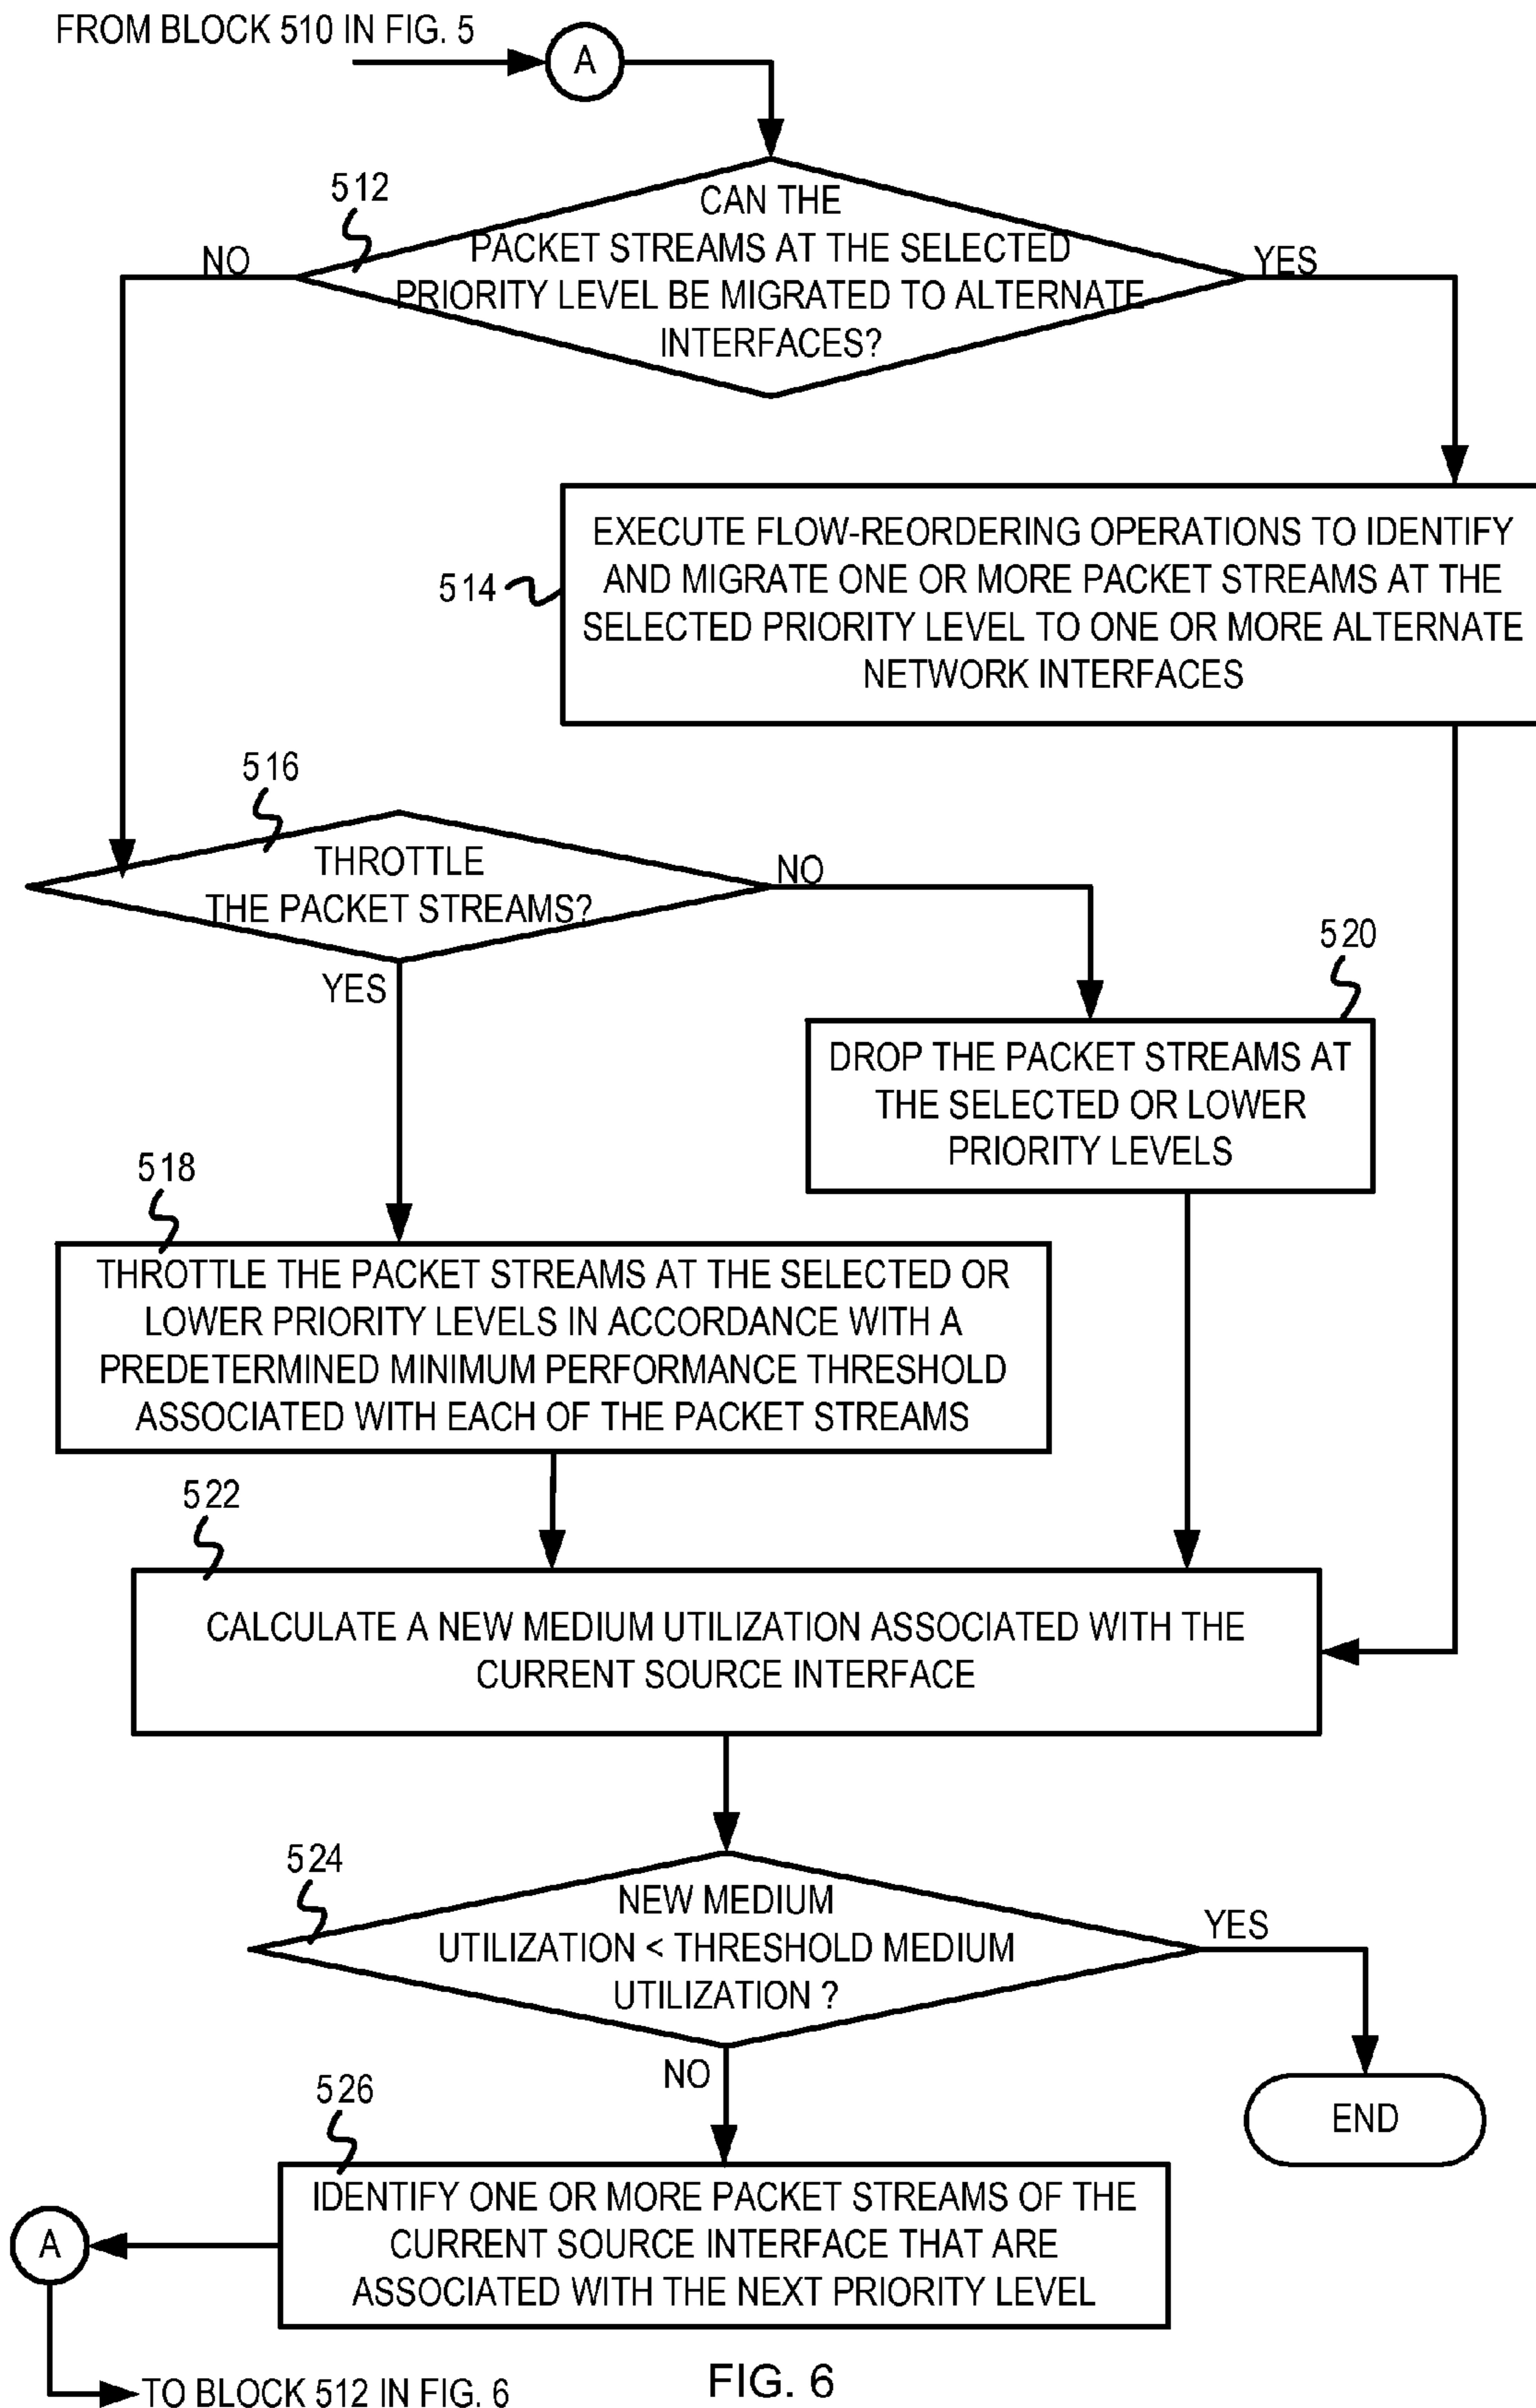 FROM BLOCK 510 IN FIG. 5
A
512
CAN THE
PACKET STREAMS AT THE SELECTED
PRIORITY LEVEL BE MIGRATED TO ALTERNATE
INTERFACES?
NO
YES
514
EXECUTE FLOW-REORDERING OPERATIONS TO IDENTIFY
AND MIGRATE ONE OR MORE PACKET STREAMS AT THE
SELECTED PRIORITY LEVEL TO ONE OR MORE ALTERNATE
NETWORK INTERFACES
516
THROTTLE
THE PACKET STREAMS?
NO
YES
520
DROP THE PACKET STREAMS AT
THE SELECTED OR LOWER
PRIORITY LEVELS
518
THROTTLE THE PACKET STREAMS AT THE SELECTED OR
LOWER PRIORITY LEVELS IN ACCORDANCE WITH A
PREDETERMINED MINIMUM PERFORMANCE THRESHOLD
ASSOCIATED WITH EACH OF THE PACKET STREAMS
522
CALCULATE A NEW MEDIUM UTILIZATION ASSOCIATED WITH THE
CURRENT SOURCE INTERFACE
524
NEW MEDIUM
UTILIZATION < THRESHOLD MEDIUM
UTILIZATION ?
YES
NO
END
526
IDENTIFY ONE OR MORE PACKET STREAMS OF THE
CURRENT SOURCE INTERFACE THAT ARE
ASSOCIATED WITH THE NEXT PRIORITY LEVEL
A
TO BLOCK 512 IN FIG. 6
FIG. 6